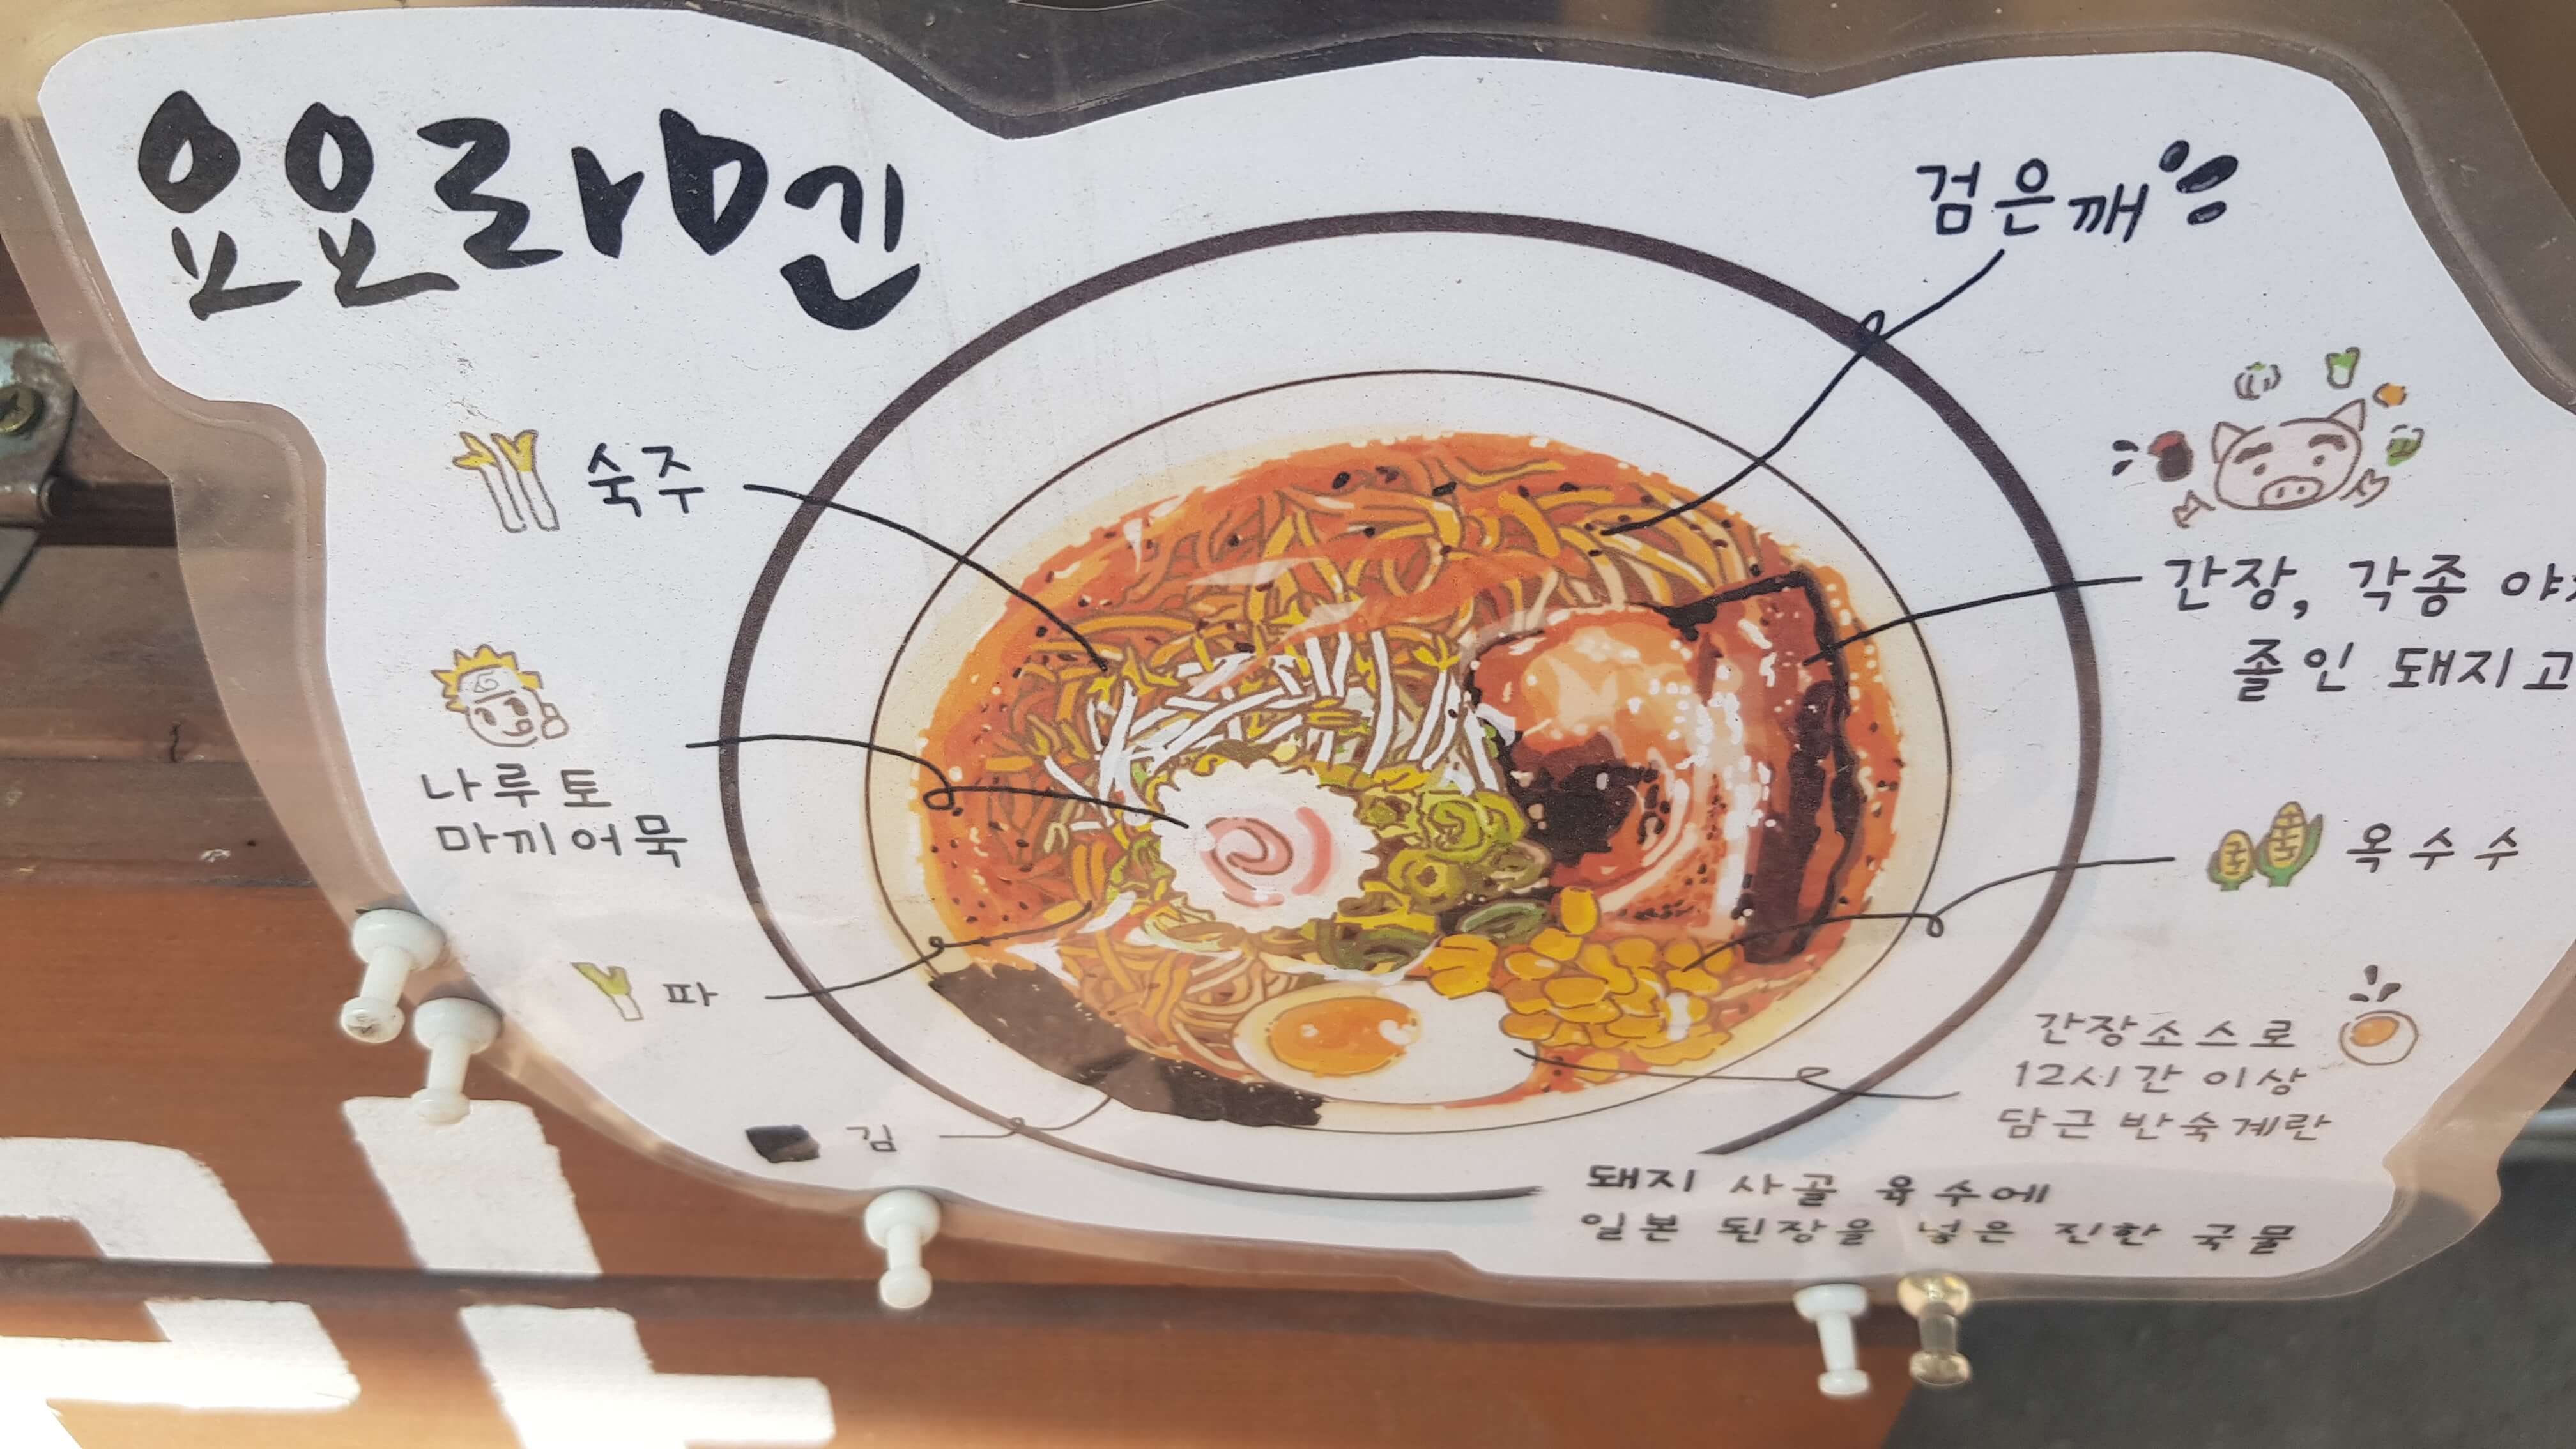 요요라멘
검은깨
숙주
간장, 각종
졸인 돼지고
나루토
마끼어묵
옥수수
파
간장소스로
12시간 이상
담근 반숙계란
김
돼지 사골 육수에
일본 된장을 넣은 진한 국물